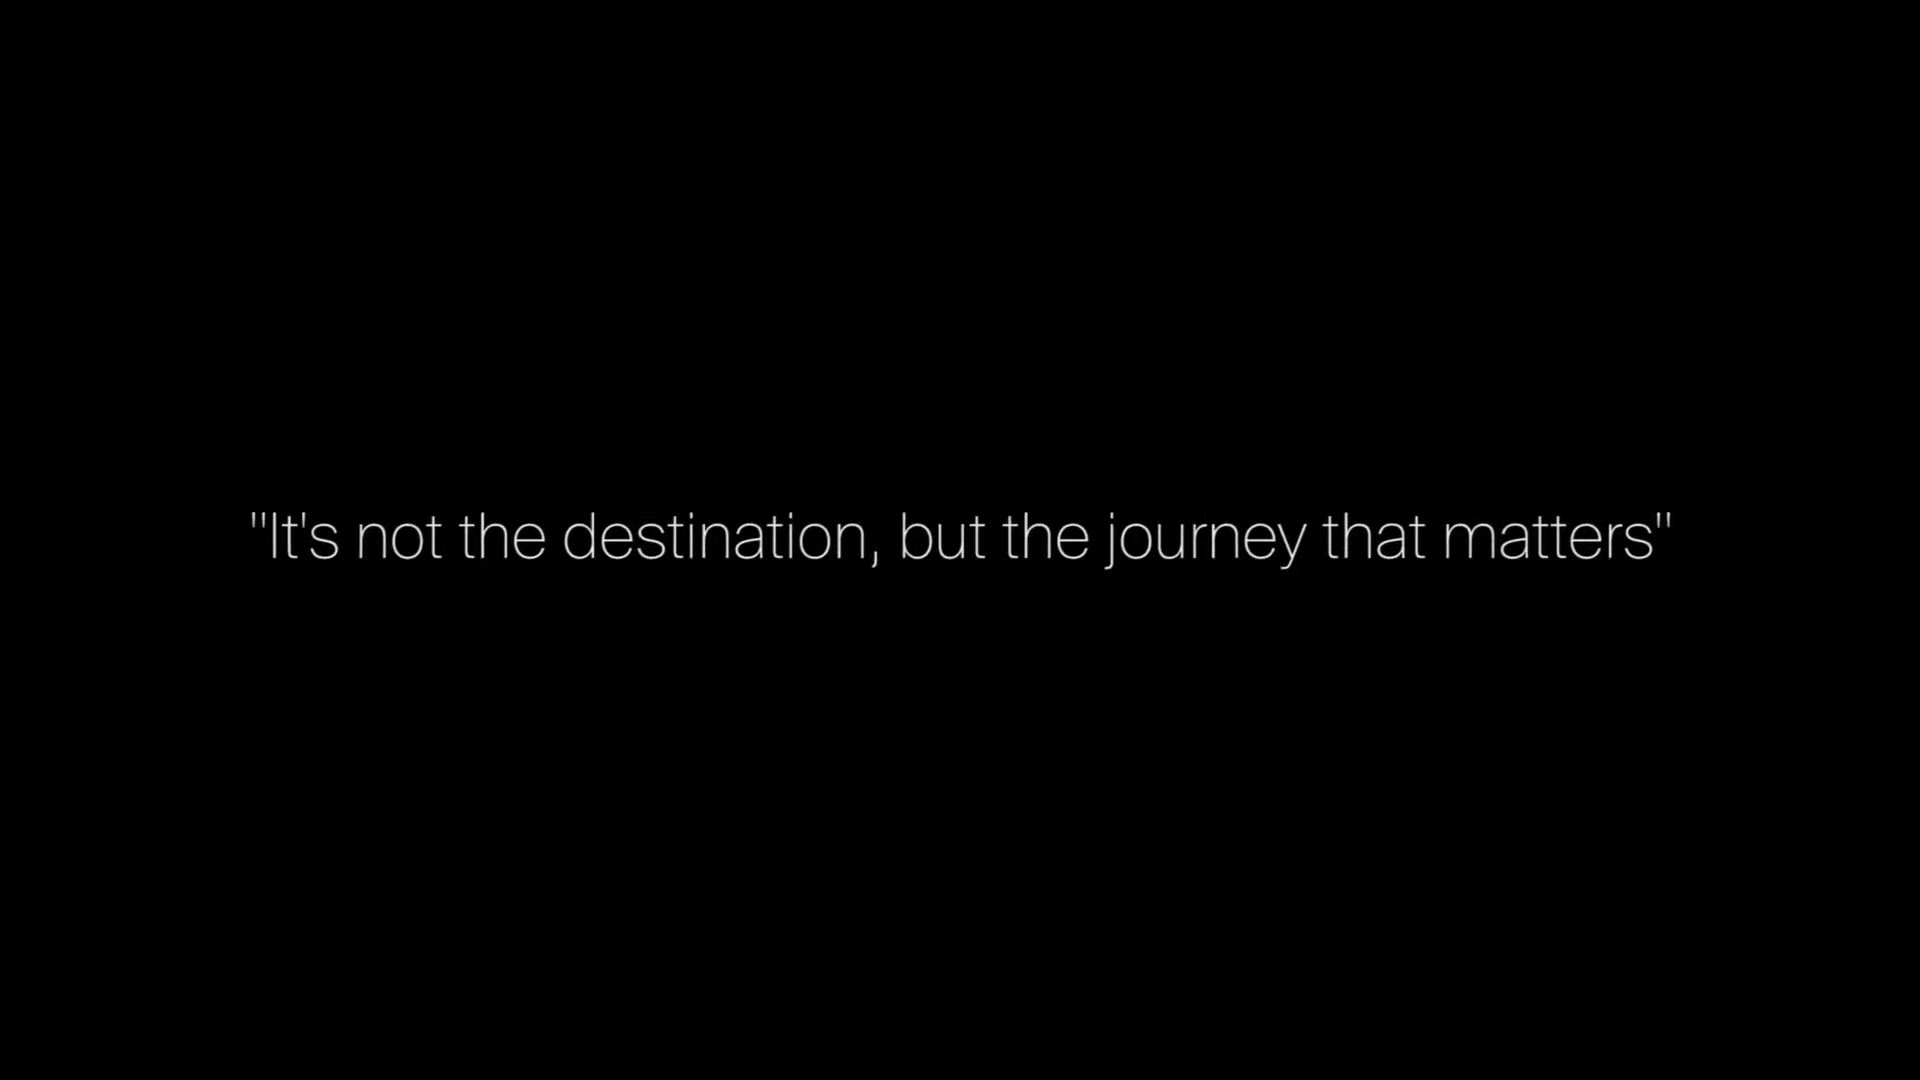 "It's not the destination, but the journey that matters"